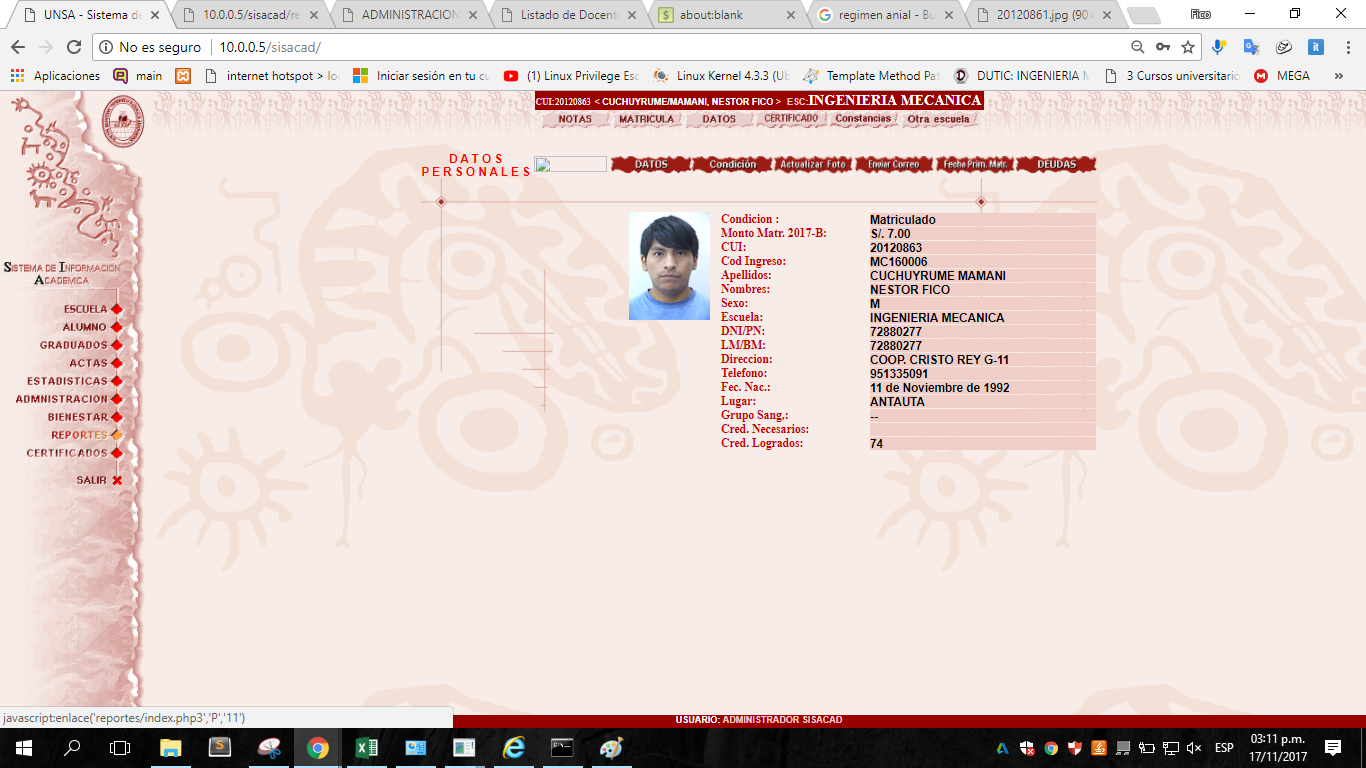 UNSA - Sistema de
10.0.0.5/sisacad/re
ADMINISTRACION
Listado de Docent
about:blank
regimen anial - Bu
20120861.jpg (90×
Fico
No es seguro
10.0.0.5/sisacad/
Aplicaciones
main
internet hotspot > lo
Iniciar sesión en tu cu
(1) Linux Privilege Esc
Linux Kernel 4.3.3 (Ub
Template Method Pat
DUTIC: INGENIERIA M
3 Cursos universitario
MEGA
»
CUI:20120863 < CUCHUYRUME/MAMANI, NESTOR FICO > ESC:INGENIERIA MECANICA
NOTAS
MATRICULA
DATOS
CERTIFICADO
Constancias
Otra escuela
DATOS PERSONALES
DATOS
Condición
Actualizar Foto
Enviar Correo
Fecha Prim. Matr.
DEUDAS
Condicion : Matriculado
Monto Matr. 2017-B: S/. 7.00
CUI: 20120863
Cod Ingreso: MC160006
Apellidos: CUCHUYRUME MAMANI
Nombres: NESTOR FICO
Sexo: M
Escuela: INGENIERIA MECANICA
DNI/PN: 72880277
LM/BM: 72880277
Direccion: COOP. CRISTO REY G-11
Telefono: 951335091
Fec. Nac.: 11 de Noviembre de 1992
Lugar: ANTAUTA
Grupo Sang.: --
Cred. Necesarios:
Cred. Logrados: 74
SISTEMA DE INFORMACION
ACADEMICA
ESCUELA
ALUMNO
GRADUADOS
ACTAS
ESTADISTICAS
ADMNISTRACION
BIENESTAR
REPORTES
CERTIFICADOS
SALIR
javascript:enlace('reportes/index.php3','P','11')
USUARIO: ADMINISTRADOR SISACAD
ESP
03:11 p.m.
17/11/2017